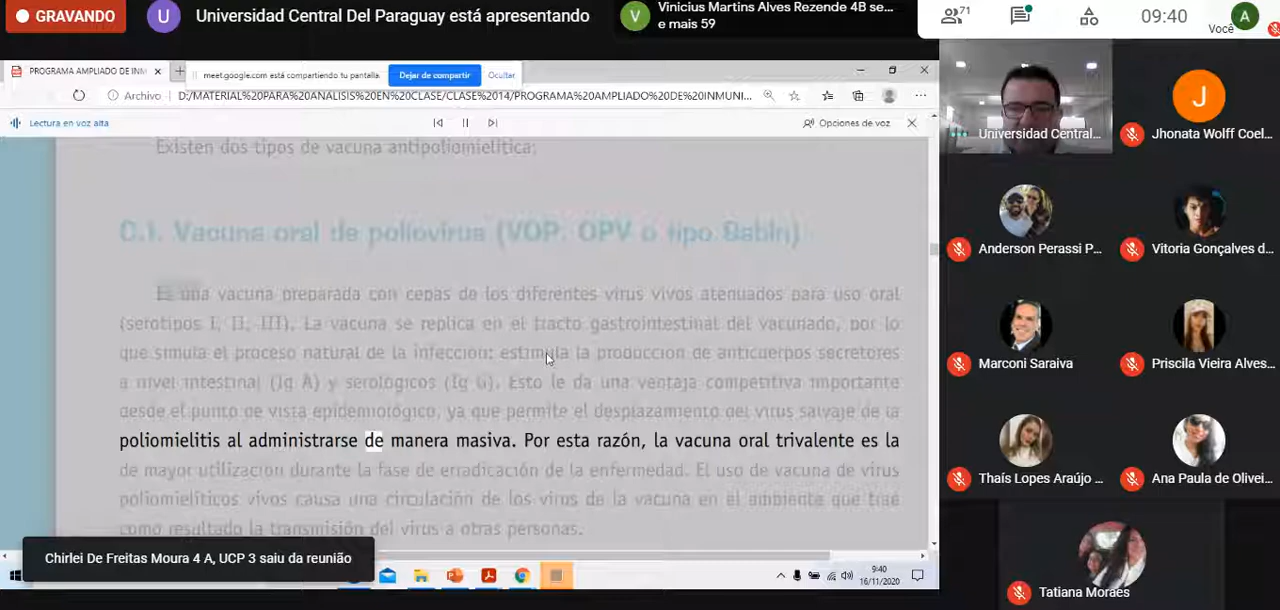 GRAVANDO
U
Universidad Central Del Paraguay está apresentando
V
Vinicius Martins Alves Rezende 4B se...
e mais 59
71
09:40
Você
A
PROGRAMA AMPLIADO DE INM
meet.google.com está compartiendo tu pantalla.
Dejar de compartir
Ocultar
Archivo
D:/MATERIAL%20PARA%20ANALISIS%20EN%20CLASE/CLASE%2014/PROGRAMA%20AMPLIADO%20DE%20INMUNI...
Lectura en voz alta
Opciones de voz
Existen dos tipos de vacuna antipoliomielítica:
C.1. Vacuna oral de poliovirus (VOP, OPV o tipo Sabin)
Es una vacuna preparada con cepas de los diferentes virus vivos atenuados para uso oral
(serotipos I, II, III). La vacuna se replica en el tracto gastrointestinal del vacunado, por lo
que simula el proceso natural de la infección; estimula la producción de anticuerpos secretores
a nivel intestinal (Ig A) y serológicos (Ig G). Esto le da una ventaja competitiva importante
desde el punto de vista epidemiológico, ya que permite el desplazamiento del virus salvaje de la
poliomielitis al administrarse de manera masiva. Por esta razón, la vacuna oral trivalente es la
de mayor utilización durante la fase de erradicación de la enfermedad. El uso de vacuna de virus
poliomielíticos vivos causa una circulación de los virus de la vacuna en el ambiente que trae
como resultado la transmisión del virus a otras personas.
Chirlei De Freitas Moura 4 A, UCP 3 saiu da reunião
9:40
16/11/2020
Universidad Central...
J
Jhonata Wolff Coel...
Anderson Perassi P...
Vitoria Gonçalves d...
Marconi Saraiva
Priscila Vieira Alves...
Thaís Lopes Araújo ...
Ana Paula de Olivei...
Tatiana Moraes